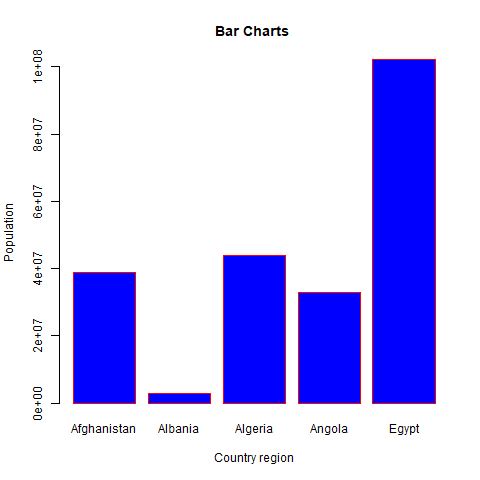 Bar Charts
Population
1e+08
8e+07
6e+07
4e+07
2e+07
0e+00
Afghanistan Albania Algeria Angola Egypt
Country region